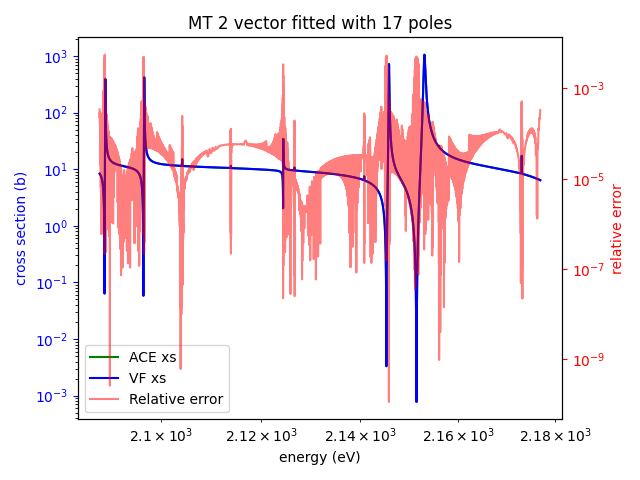 MT 2 vector fitted with 17 poles
10³
10²
10¹
10⁰
10⁻¹
10⁻²
10⁻³
cross section (b)
10⁻³
10⁻⁵
10⁻⁷
10⁻⁹
relative error
ACE xs
VF xs
Relative error
2.1 × 10³
2.12 × 10³
2.14 × 10³
2.16 × 10³
2.18 × 10³
energy (eV)